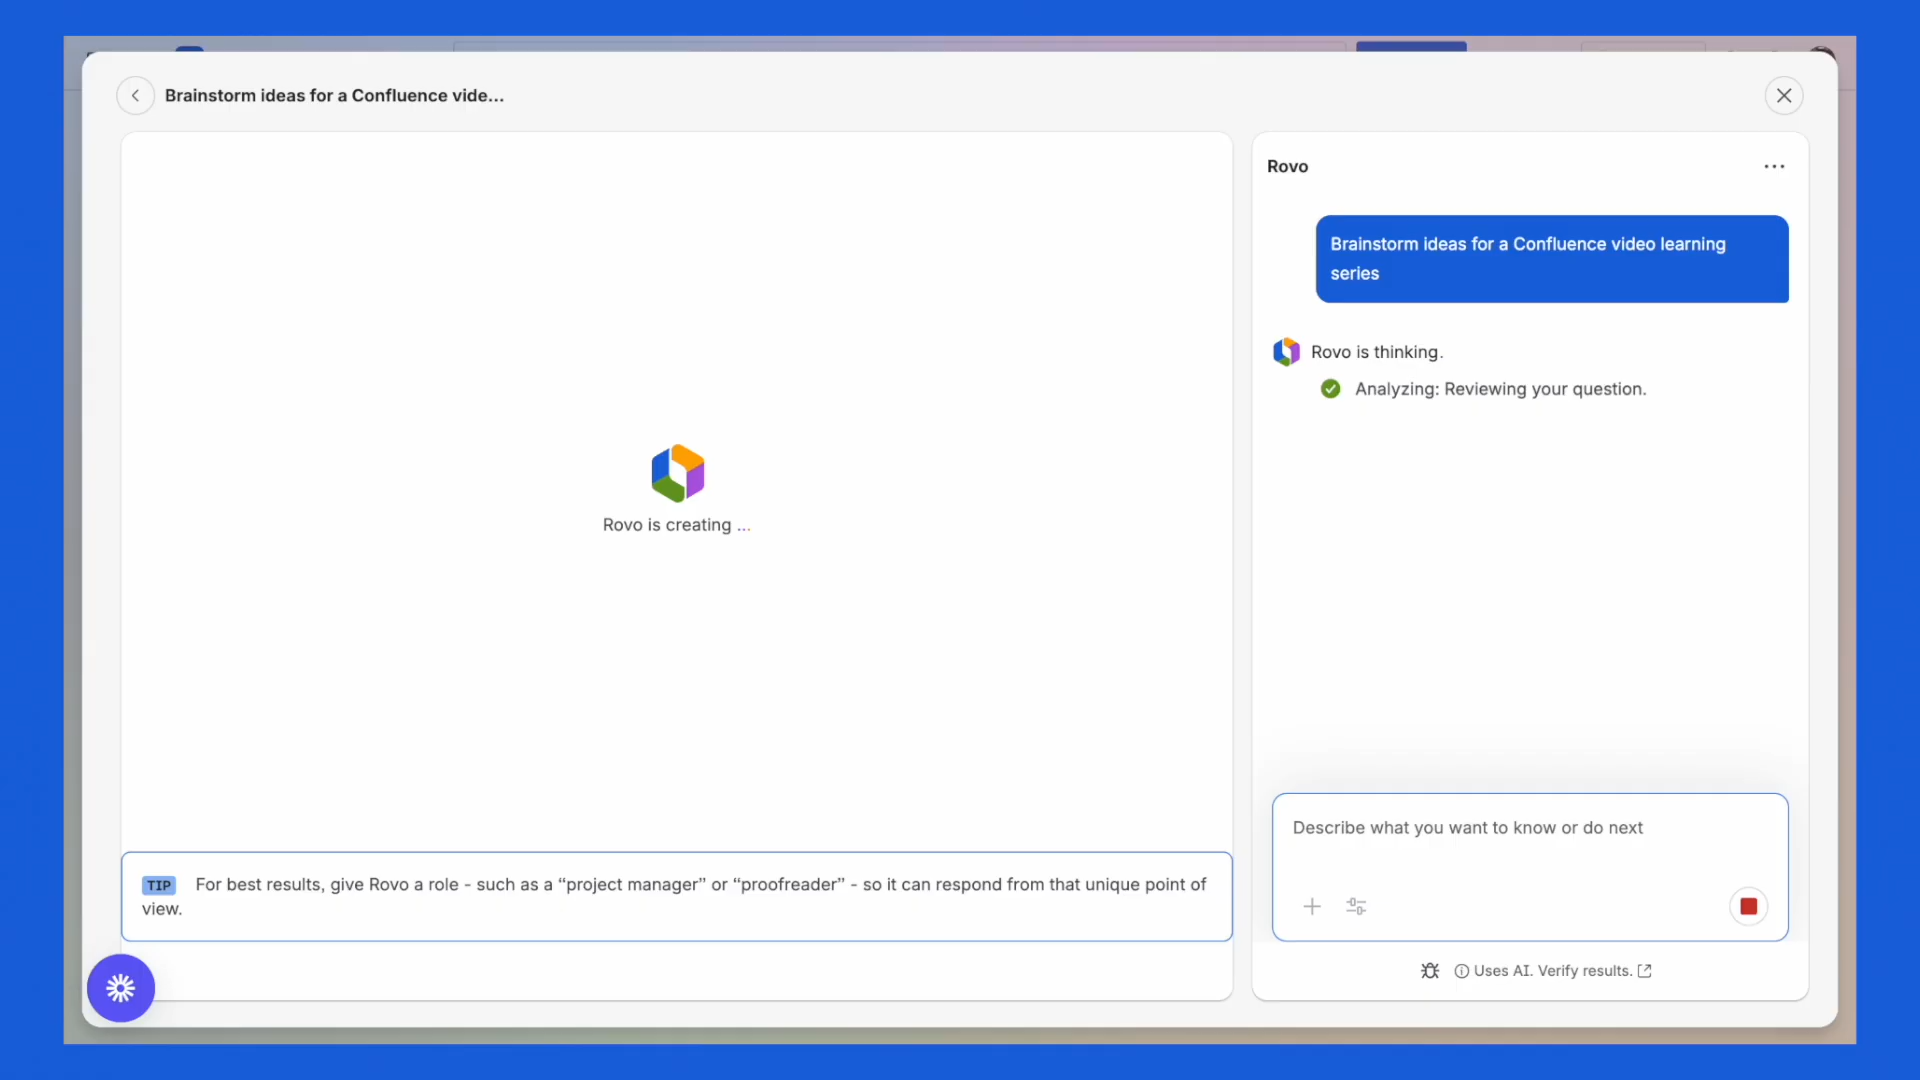 Brainstorm ideas for a Confluence vide...
Rovo is creating ...
TIP For best results, give Rovo a role - such as a “project manager” or “proofreader” - so it can respond from that unique point of
view.
Rovo
Brainstorm ideas for a Confluence video learning
series
Rovo is thinking.
Analyzing: Reviewing your question.
Describe what you want to know or do next
Uses AI. Verify results.